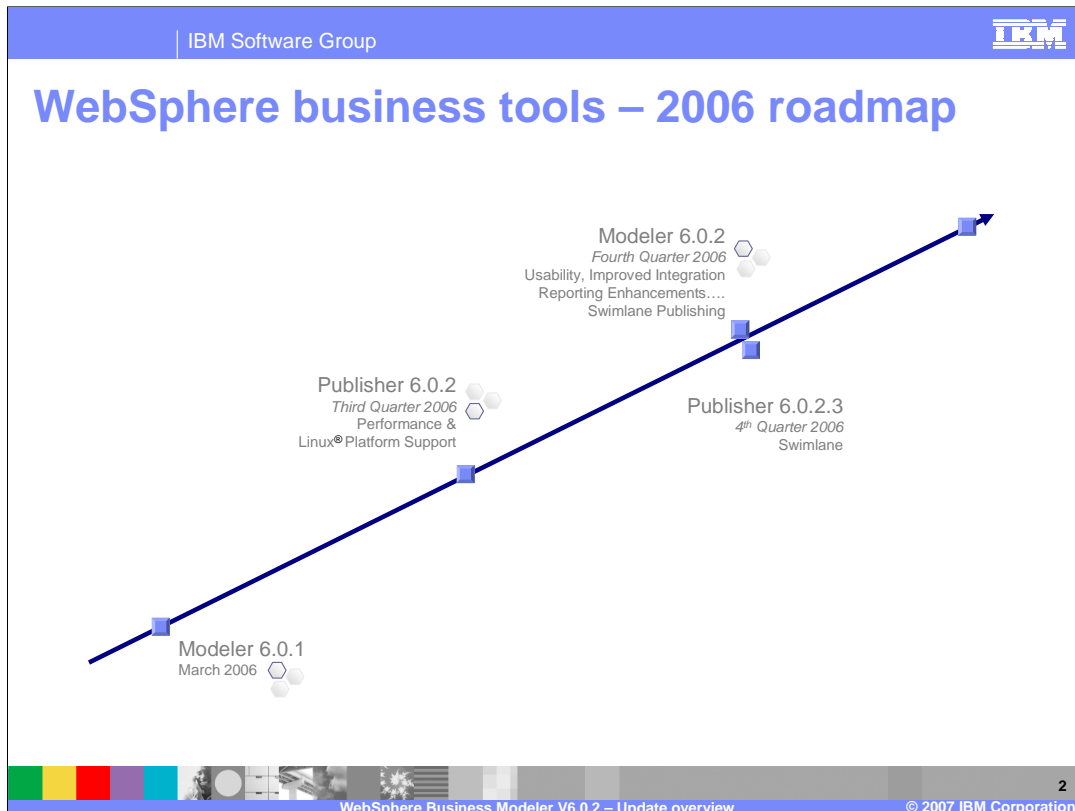 IBM Software Group
IBM
WebSphere business tools – 2006 roadmap
Modeler 6.0.2
Fourth Quarter 2006
Usability, Improved Integration
Reporting Enhancements....
Swimlane Publishing
Publisher 6.0.2
Third Quarter 2006
Performance &
Linux® Platform Support
Publisher 6.0.2.3
4th Quarter 2006
Swimlane
Modeler 6.0.1
March 2006
2
WebSphere Business Modeler V6.0.2 – Update overview
© 2007 IBM Corporation